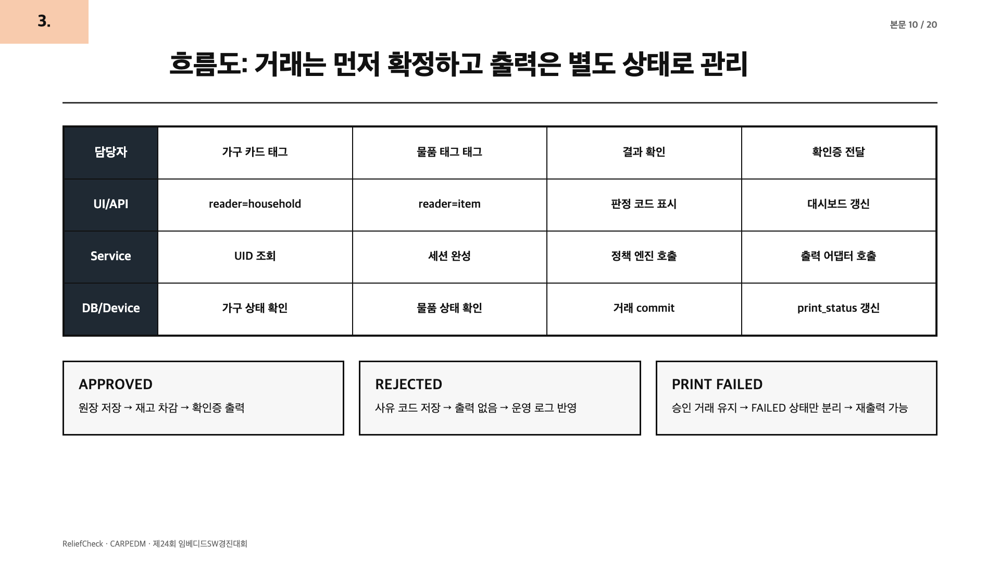 3.
본문 10 / 20
흐름도: 거래는 먼저 확정하고 출력은 별도 상태로 관리
담당자 가구 카드 태그 물품 태그 태그 결과 확인 확인증 전달
UI/API reader=household reader=item 판정 코드 표시 대시보드 갱신
Service UID 조회 세션 완성 정책 엔진 호출 출력 어댑터 호출
DB/Device 가구 상태 확인 물품 상태 확인 거래 commit print_status 갱신
APPROVED
원장 저장 → 재고 차감 → 확인증 출력
REJECTED
사유 코드 저장 → 출력 없음 → 운영 로그 반영
PRINT FAILED
승인 거래 유지 → FAILED 상태만 분리 → 재출력 가능
ReliefCheck · CARPEDM · 제24회 임베디드SW경진대회